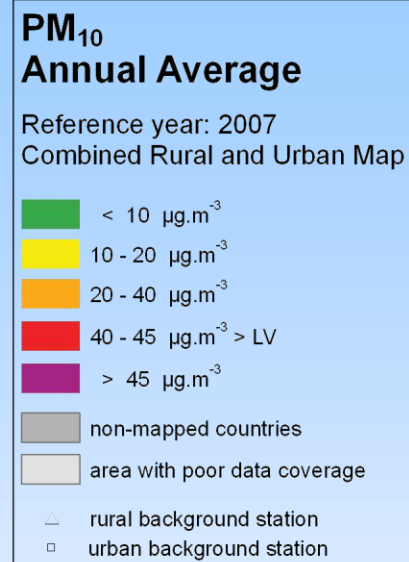 PM₁₀
Annual Average
Reference year: 2007
Combined Rural and Urban Map
< 10 µg.m⁻³
10 - 20 µg.m⁻³
20 - 40 µg.m⁻³
40 - 45 µg.m⁻³ > LV
> 45 µg.m⁻³
non-mapped countries
area with poor data coverage
rural background station
urban background station